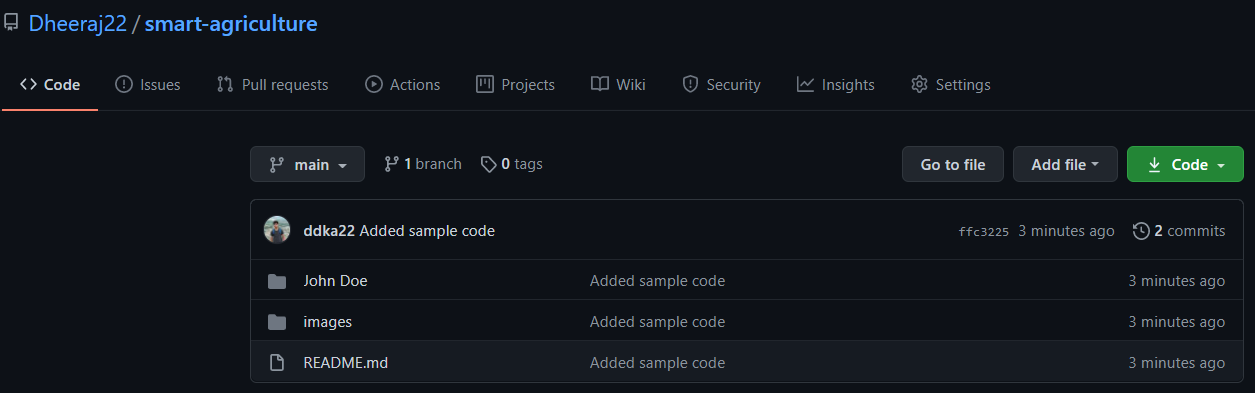 Dheeraj22 / smart-agriculture
Code Issues Pull requests Actions Projects Wiki Security Insights Settings
main 1 branch 0 tags Go to file Add file Code
ddka22 Added sample code ffc3225 3 minutes ago 2 commits
John Doe Added sample code 3 minutes ago
images Added sample code 3 minutes ago
README.md Added sample code 3 minutes ago